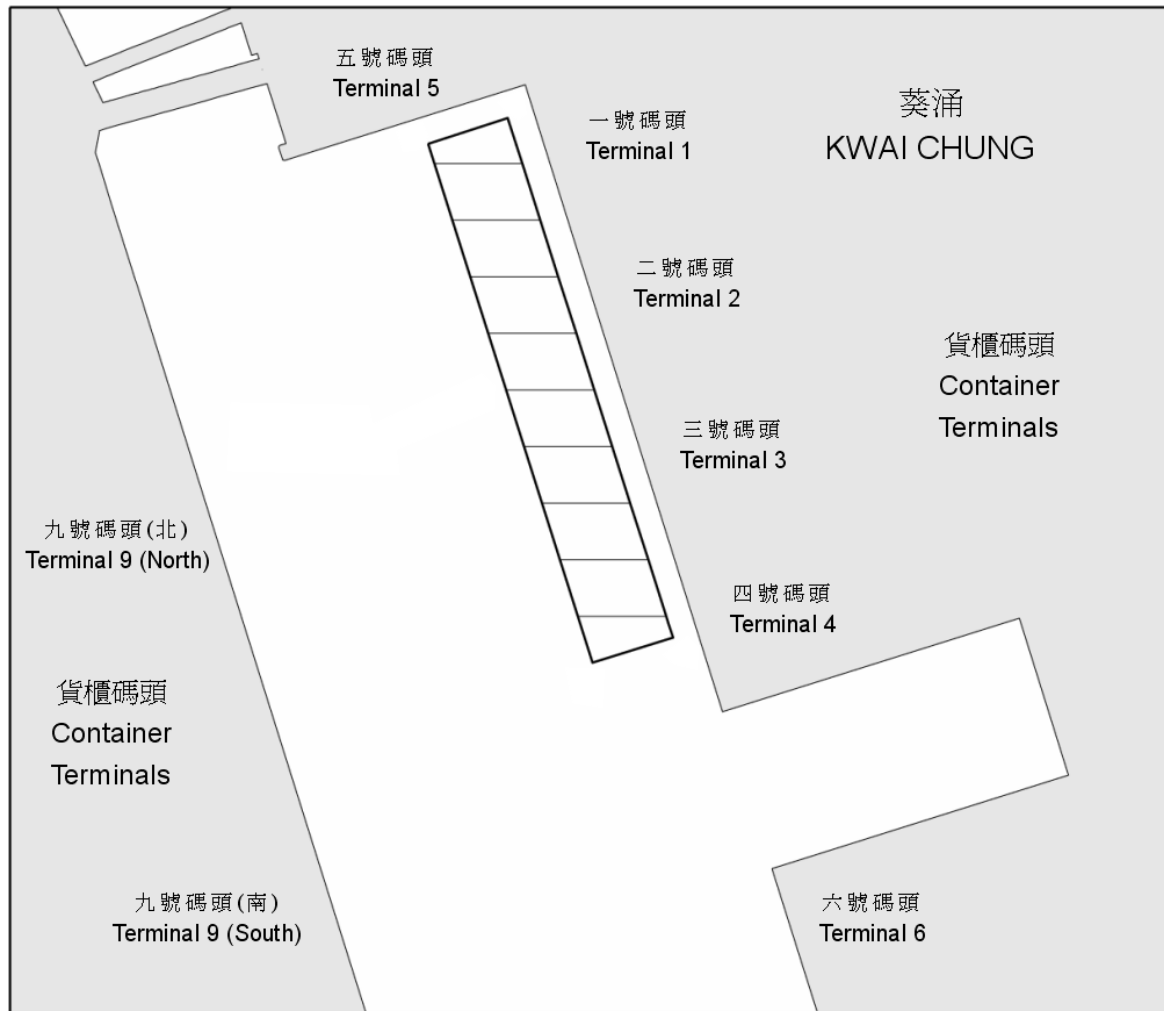 五號碼頭
Terminal 5
一號碼頭
Terminal 1
葵涌
KWAI CHUNG
二號碼頭
Terminal 2
貨櫃碼頭
Container
Terminals
三號碼頭
Terminal 3
九號碼頭(北)
Terminal 9 (North)
四號碼頭
Terminal 4
貨櫃碼頭
Container
Terminals
九號碼頭(南)
Terminal 9 (South)
六號碼頭
Terminal 6